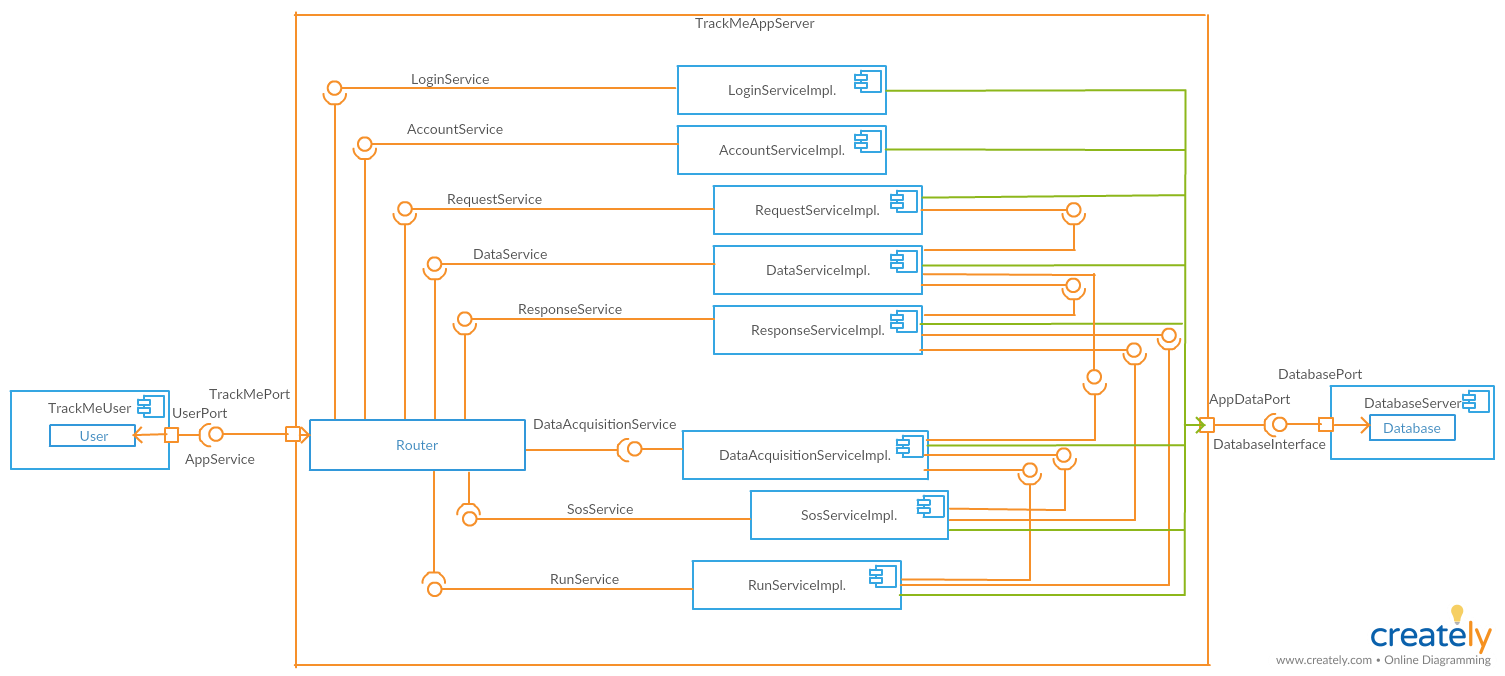 TrackMeAppServer
LoginService
LoginServiceImpl.
AccountService
AccountServiceImpl.
RequestService
RequestServiceImpl.
DataService
DataServiceImpl.
ResponseService
ResponseServiceImpl.
TrackMeUser
User
UserPort
TrackMePort
AppService
Router
DataAcquisitionService
DataAcquisitionServiceImpl.
SosService
SosServiceImpl.
RunService
RunServiceImpl.
AppDataPort
DatabaseInterface
DatabasePort
DatabaseServer
Database
creately
www.creately.com • Online Diagramming